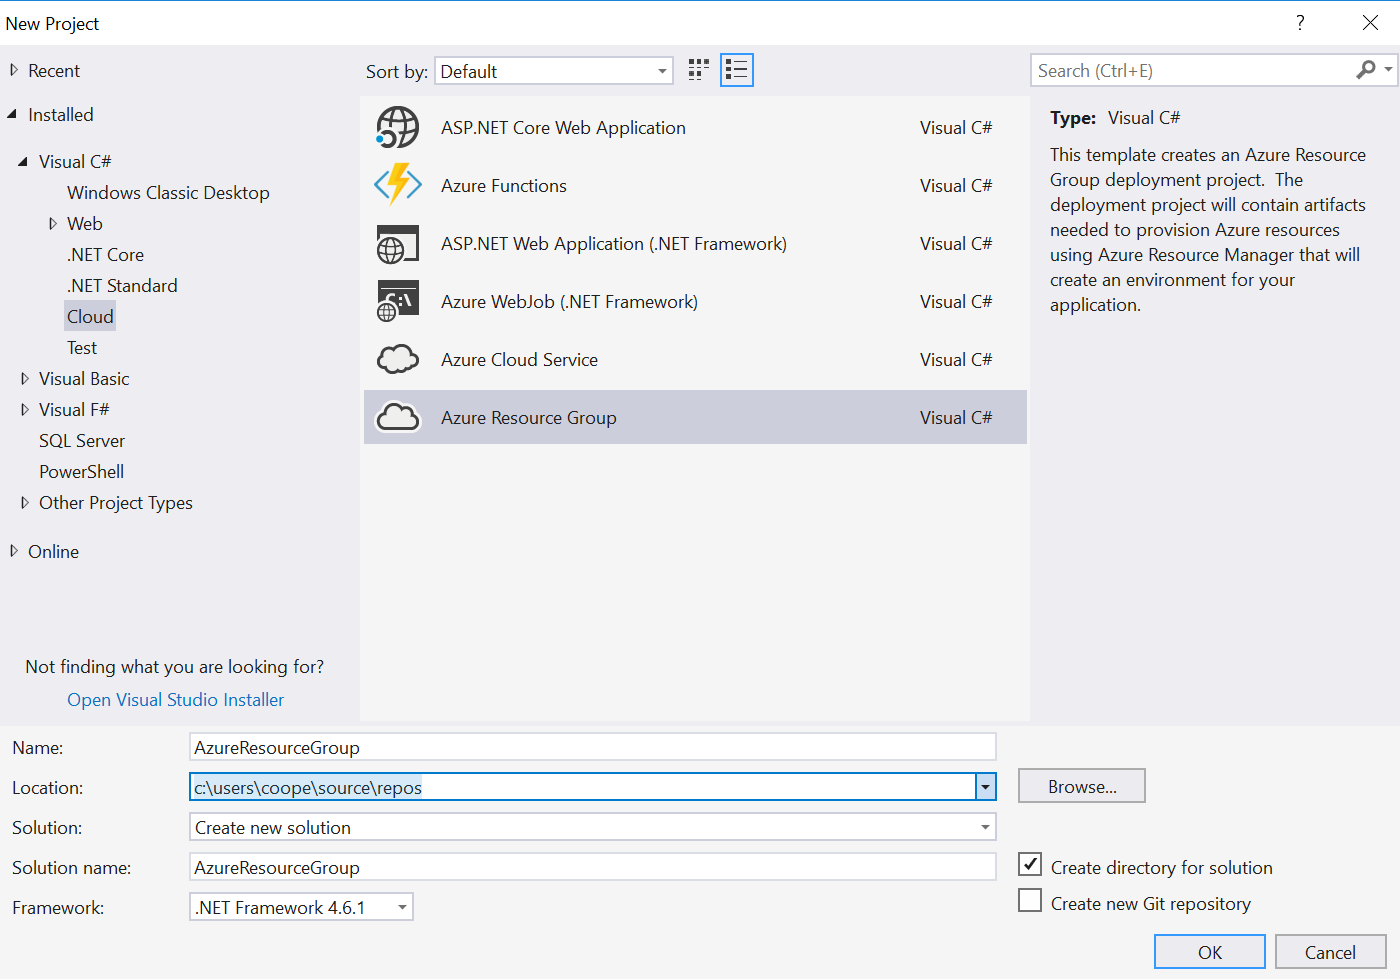 New Project
?
Recent
Installed
Visual C#
Windows Classic Desktop
Web
.NET Core
.NET Standard
Cloud
Test
Visual Basic
Visual F#
SQL Server
PowerShell
Other Project Types
Online
Not finding what you are looking for?
Open Visual Studio Installer
Sort by: Default
ASP.NET Core Web Application Visual C#
Azure Functions Visual C#
ASP.NET Web Application (.NET Framework) Visual C#
Azure WebJob (.NET Framework) Visual C#
Azure Cloud Service Visual C#
Azure Resource Group Visual C#
Search (Ctrl+E)
Type: Visual C#
This template creates an Azure Resource
Group deployment project. The
deployment project will contain artifacts
needed to provision Azure resources
using Azure Resource Manager that will
create an environment for your
application.
Name: AzureResourceGroup
Location: c:\users\coope\source\repos Browse...
Solution: Create new solution
Solution name: AzureResourceGroup Create directory for solution
Framework: .NET Framework 4.6.1 Create new Git repository
OK Cancel